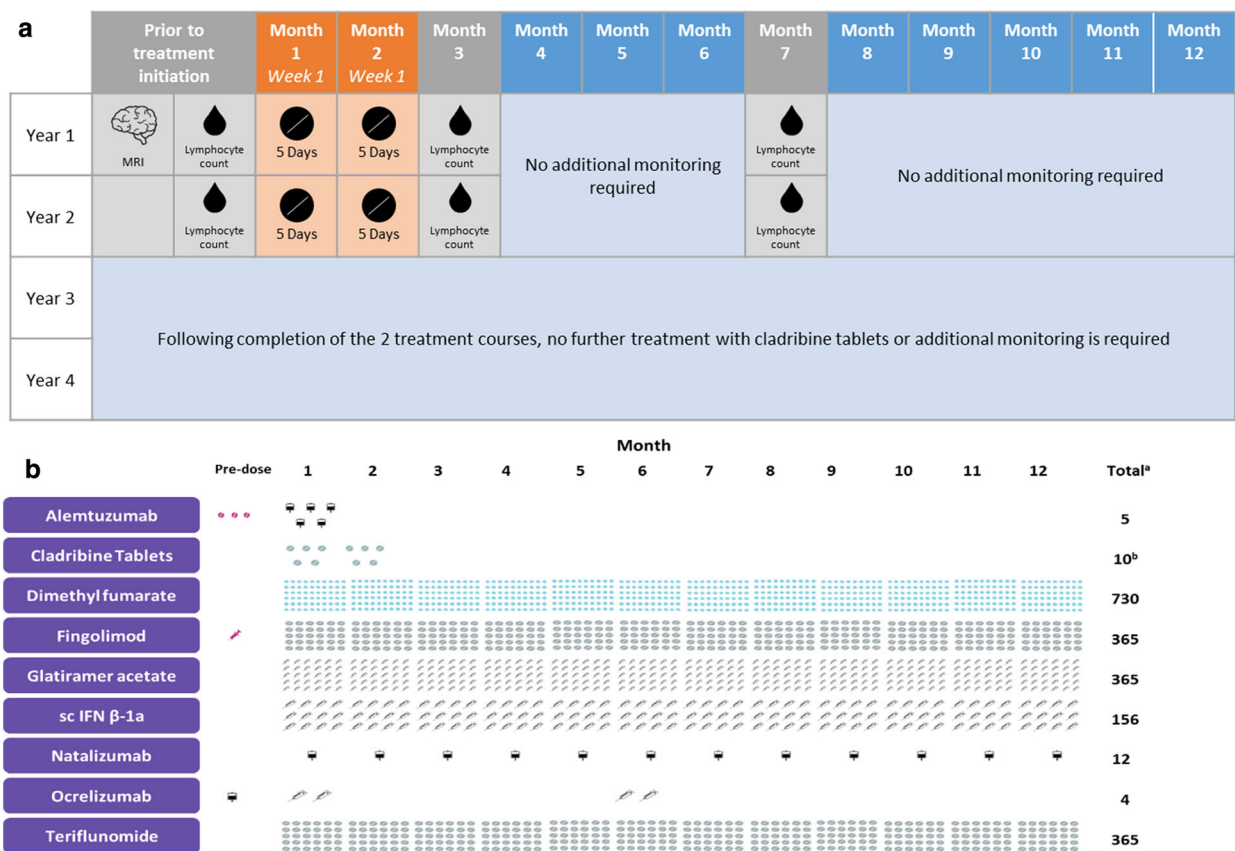 a
Prior to treatment initiation
Month 1 Week 1
Month 2 Week 1
Month 3
Month 4
Month 5
Month 6
Month 7
Month 8
Month 9
Month 10
Month 11
Month 12
Year 1
MRI
Lymphocyte count
5 Days
5 Days
Lymphocyte count
No additional monitoring required
Lymphocyte count
No additional monitoring required
Year 2
Lymphocyte count
5 Days
5 Days
Lymphocyte count
Lymphocyte count
Year 3
Following completion of the 2 treatment courses, no further treatment with cladribine tablets or additional monitoring is required
Year 4
b
Month
Pre-dose 1 2 3 4 5 6 7 8 9 10 11 12 Totalᵃ
Alemtuzumab 5
Cladribine Tablets 10ᵇ
Dimethyl fumarate 730
Fingolimod 365
Glatiramer acetate 365
sc IFN β-1a 156
Natalizumab 12
Ocrelizumab 4
Teriflunomide 365